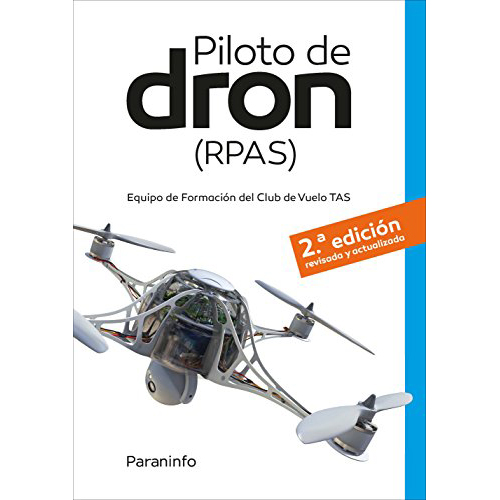 Piloto de
dron
(RPAS)
Equipo de Formación del Club de Vuelo TAS
2.ª edición
revisada y actualizada
Paraninfo